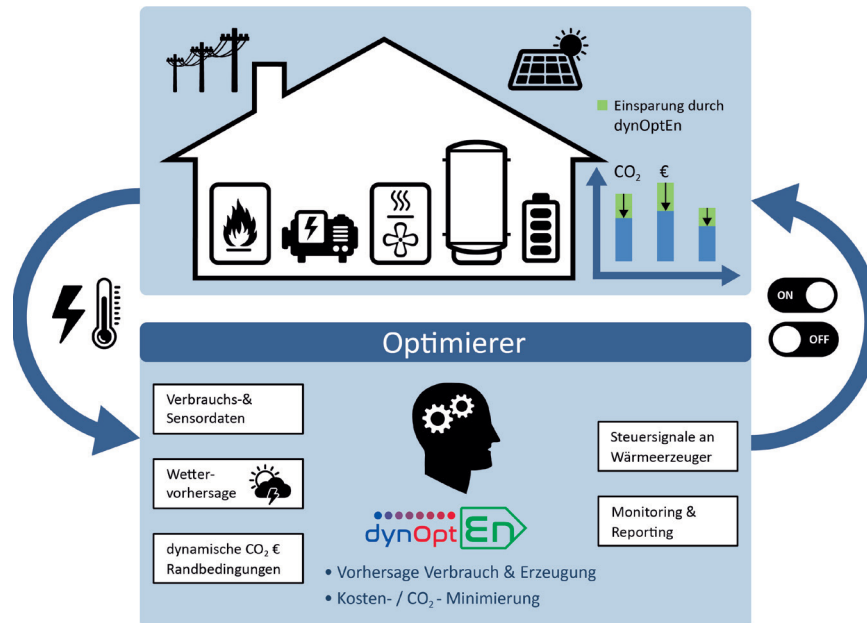 Einsparung durch
dynOptEn
CO₂ €
ON
OFF
Optimierer
Verbrauchs-&
Sensordaten
Wetter-
vorhersage
dynamische CO₂ €
Randbedingungen
Steuersignale an
Wärmeerzeuger
Monitoring &
Reporting
dynOptEn
• Vorhersage Verbrauch & Erzeugung
• Kosten- / CO₂ - Minimierung